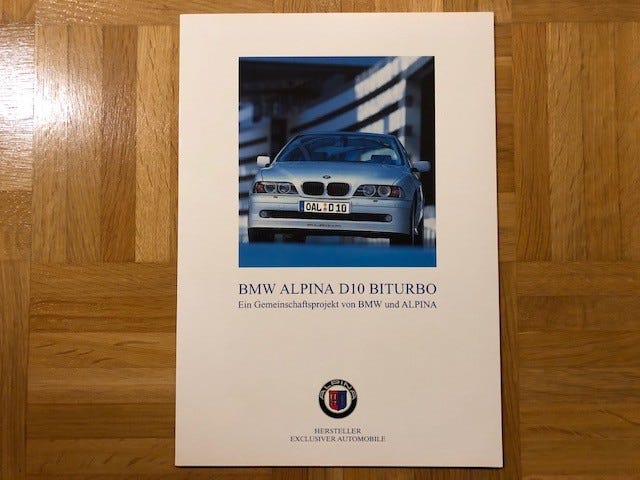 OAL D 10
BMW ALPINA D10 BITURBO
Ein Gemeinschaftsprojekt von BMW und ALPINA
ALPINA
HERSTELLER
EXCLUSIVER AUTOMOBILE